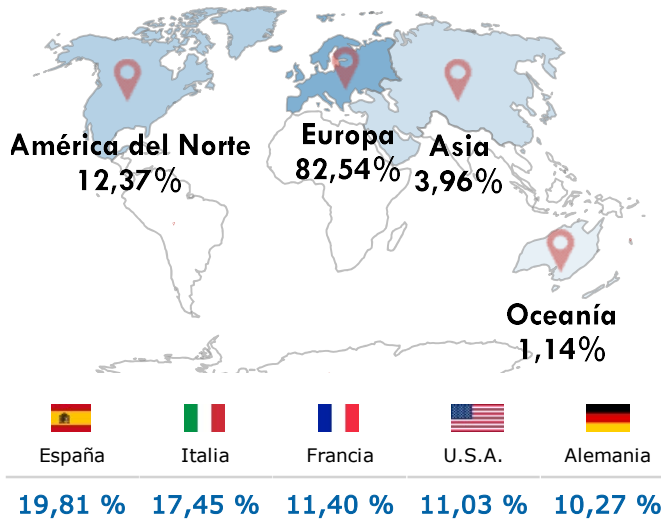 América del Norte
12,37%
Europa
82,54%
Asia
3,96%
Oceanía
1,14%
España Italia Francia U.S.A. Alemania
19,81 % 17,45 % 11,40 % 11,03 % 10,27 %